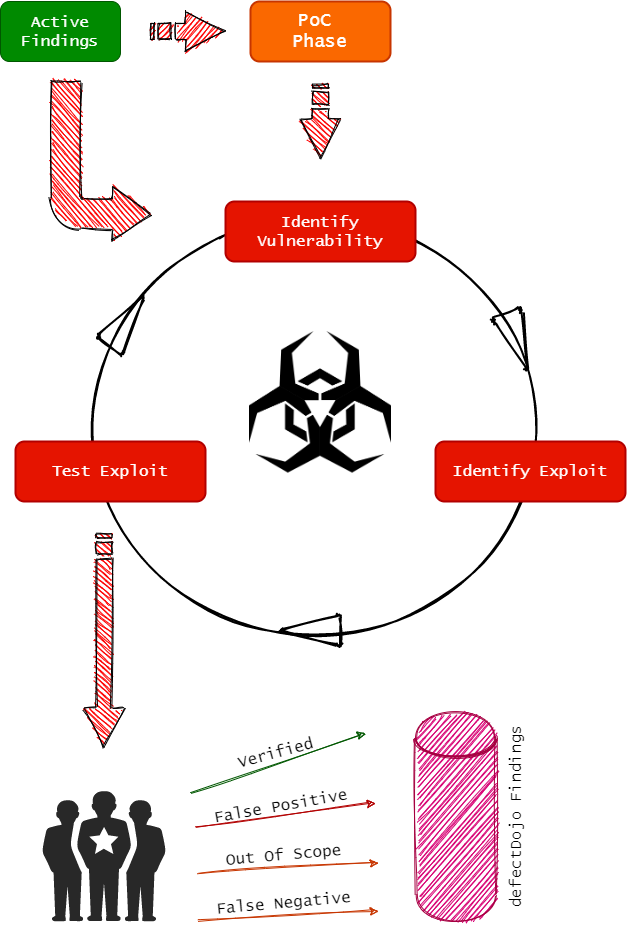 Active
Findings
PoC
Phase
Identify
Vulnerability
Test Exploit
Identify Exploit
Verified
False Positive
Out Of Scope
False Negative
defectDojo Findings